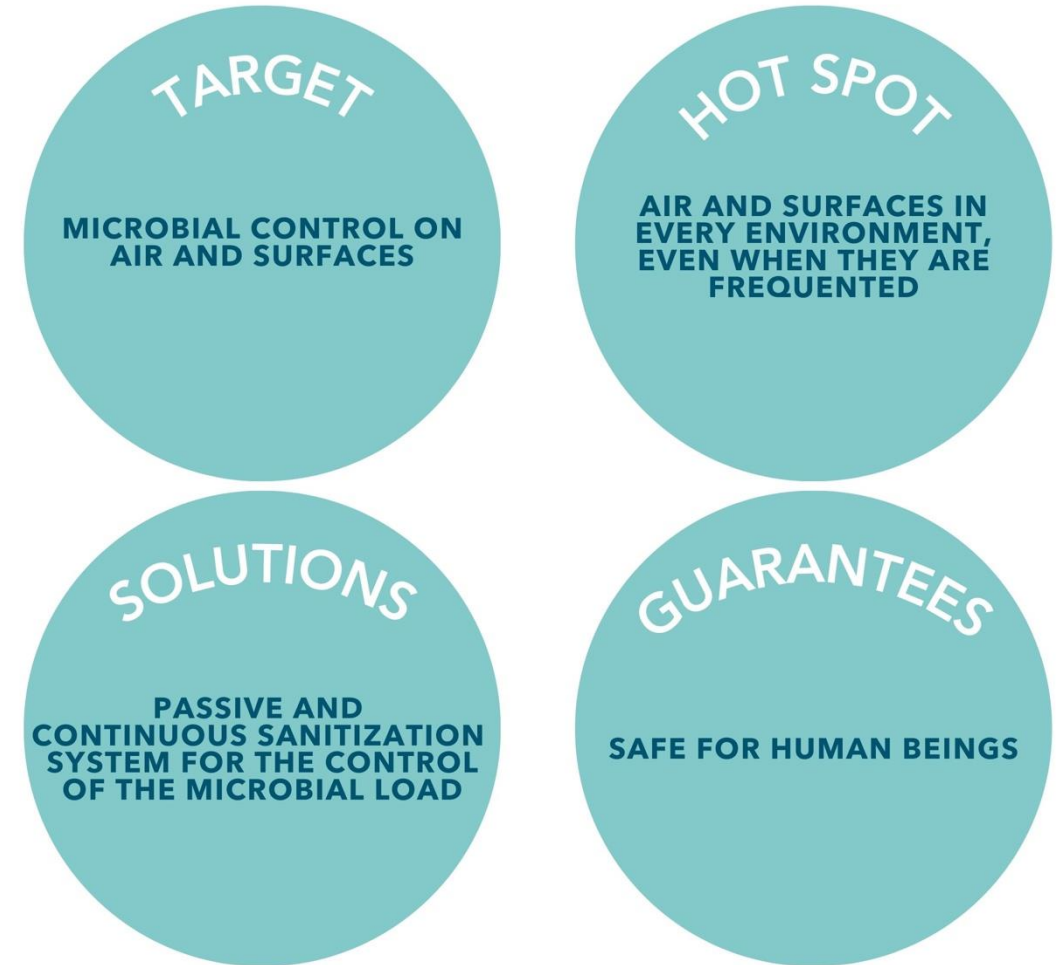 TARGET
MICROBIAL CONTROL ON
AIR AND SURFACES
HOT SPOT
AIR AND SURFACES IN
EVERY ENVIRONMENT,
EVEN WHEN THEY ARE
FREQUENTED
SOLUTIONS
PASSIVE AND
CONTINUOUS SANITIZATION
SYSTEM FOR THE CONTROL
OF THE MICROBIAL LOAD
GUARANTEES
SAFE FOR HUMAN BEINGS